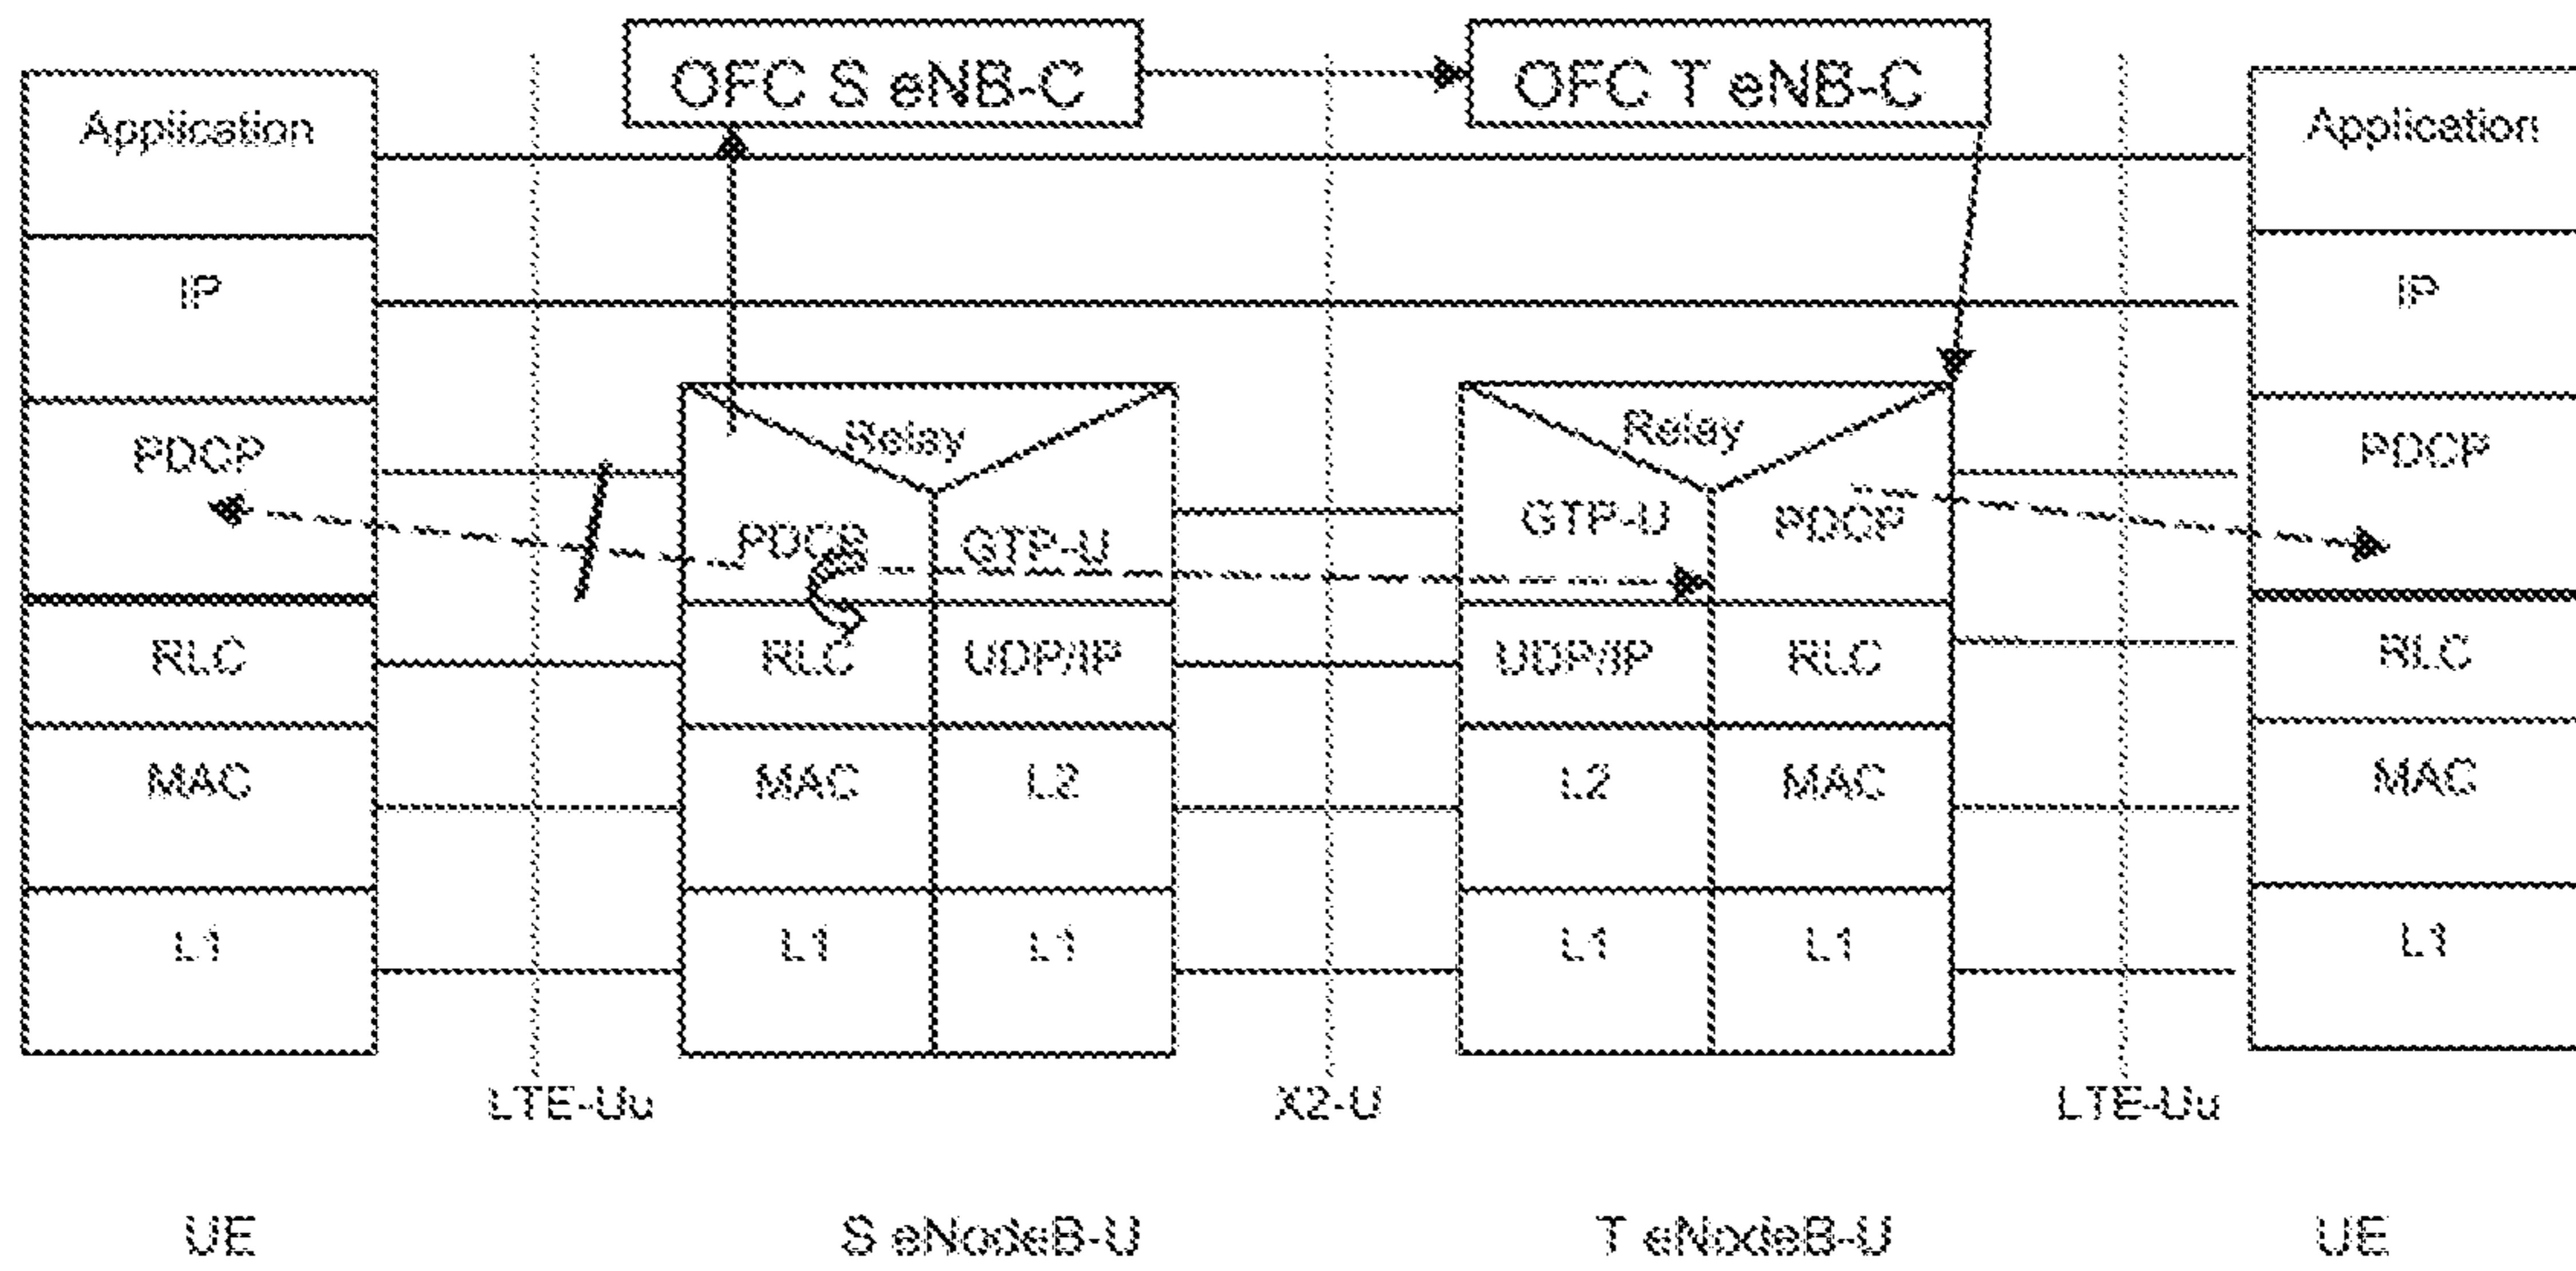 OFC S eNB-C
OFC T eNB-C
Application
Application
IP
IP
PDCP
Relay
Relay
PDCP
PDCP
GTP-U
GTP-U
PDCP
RLC
RLC
UDP/IP
UDP/IP
RLC
RLC
MAC
MAC
L2
L2
MAC
MAC
L1
L1
L1
L1
L1
L1
LTE-Uu
X2-U
LTE-Uu
UE
S eNodeB-U
T eNodeB-U
UE